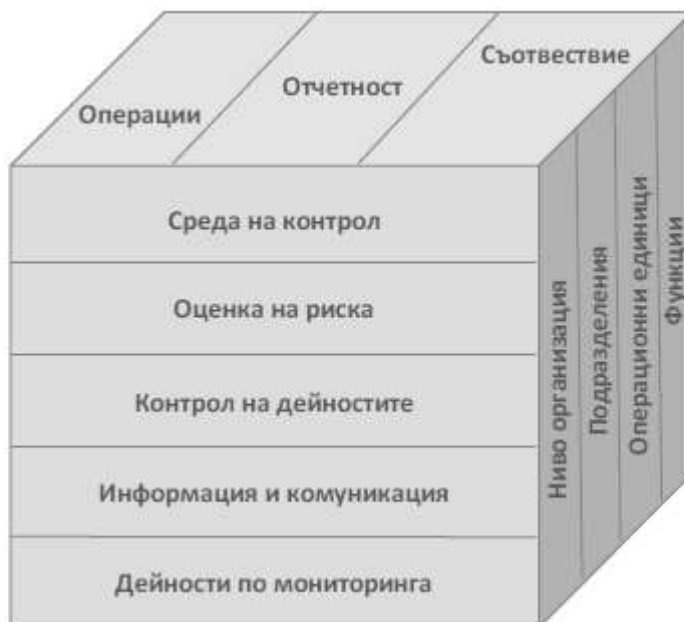 Операции
Отчетност
Съотвествие
Среда на контрол
Оценка на риска
Контрол на дейностите
Информация и комуникация
Дейности по мониторинга
Ниво организация
Подразделения
Операционни единици
Функции